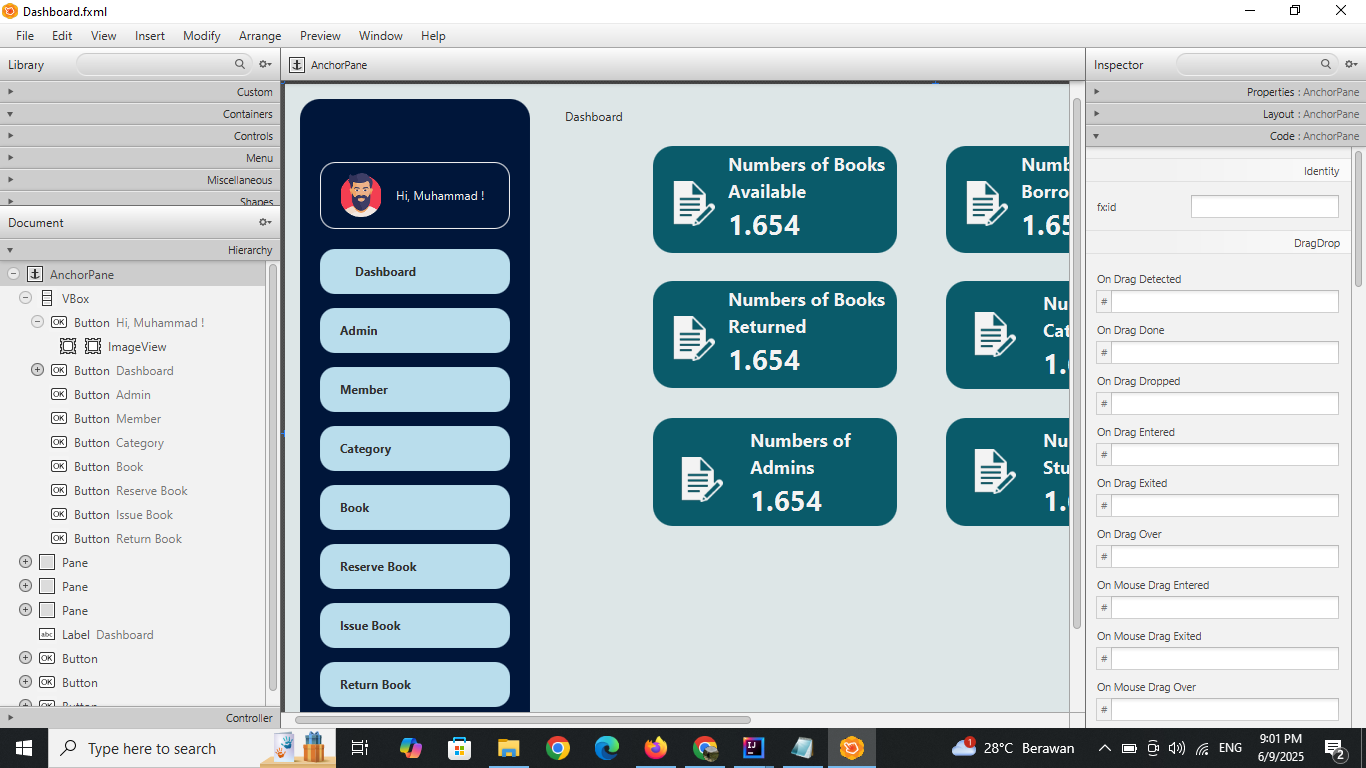 Dashboard.fxml
File Edit View Insert Modify Arrange Preview Window Help
Library
Custom
Containers
Controls
Menu
Miscellaneous
Shapes
Document
Hierarchy
AnchorPane
VBox
Button Hi, Muhammad !
ImageView
Button Dashboard
Button Admin
Button Member
Button Category
Button Book
Button Reserve Book
Button Issue Book
Button Return Book
Pane
Pane
Pane
abc Label Dashboard
Button
Button
Button
Controller
AnchorPane
Hi, Muhammad !
Dashboard
Admin
Member
Category
Book
Reserve Book
Issue Book
Return Book
Dashboard
Numbers of Books
Available
1.654
Numb
Borro
1.65
Numbers of Books
Returned
1.654
Nu
Cat
1.
Numbers of
Admins
1.654
Nu
Stu
1.
Inspector
Properties : AnchorPane
Layout : AnchorPane
Code : AnchorPane
Identity
fx:id
DragDrop
On Drag Detected
#
On Drag Done
#
On Drag Dropped
#
On Drag Entered
#
On Drag Exited
#
On Drag Over
#
On Mouse Drag Entered
#
On Mouse Drag Exited
#
On Mouse Drag Over
#
Type here to search
1
28°C Berawan
ENG
9:01 PM
6/9/2025
2